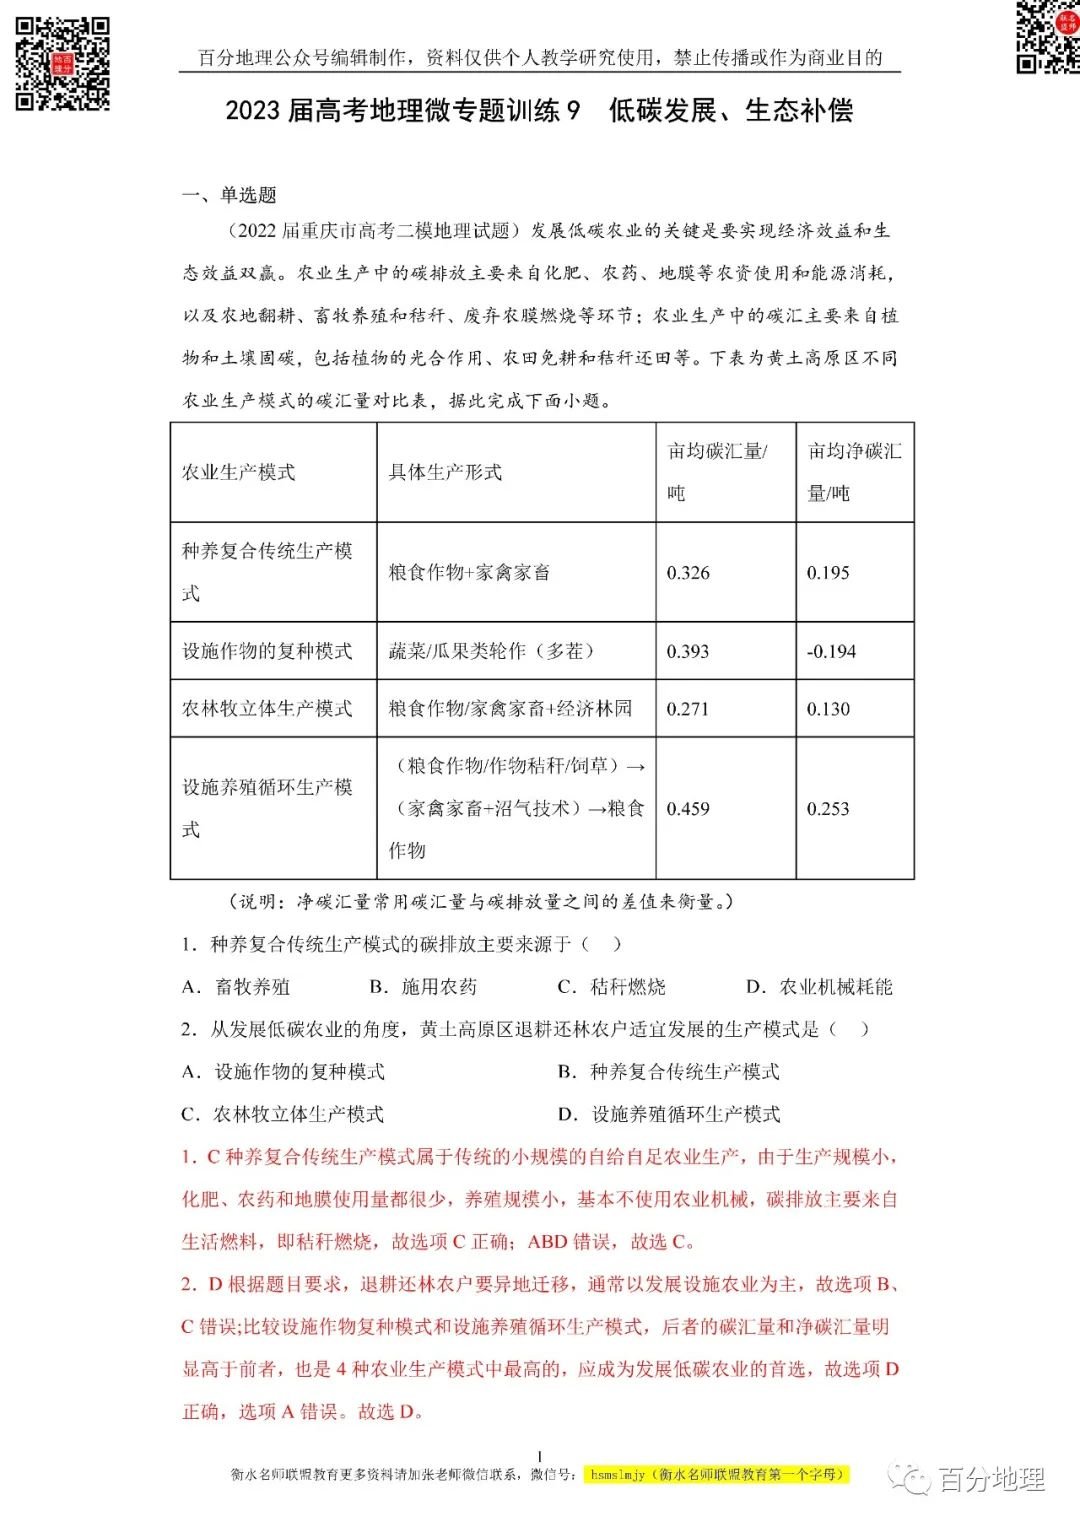 百分地理公众号编辑制作，资料仅供个人教学研究使用，禁止传播或作为商业目的
2023 届高考地理微专题训练 9 低碳发展、生态补偿
一、单选题
（2022 届重庆市高考二模地理试题）发展低碳农业的关键是要实现经济效益和生
态效益双赢。农业生产中的碳排放主要来自化肥、农药、地膜等农资使用和能源消耗，
以及农地翻耕、畜牧养殖和秸秆、废弃农膜燃烧等环节；农业生产中的碳汇主要来自植
物和土壤固碳，包括植物的光合作用、农田免耕和秸秆还田等。下表为黄土高原区不同
农业生产模式的碳汇量对比表，据此完成下面小题。
农业生产模式 具体生产形式 亩均碳汇量/ 亩均净碳汇
吨 量/吨
种养复合传统生产模
式 粮食作物+家禽家畜 0.326 0.195
设施作物的复种模式 蔬菜/瓜果类轮作（多茬） 0.393 -0.194
农林牧立体生产模式 粮食作物/家禽家畜+经济林园 0.271 0.130
设施养殖循环生产模
式 （粮食作物/作物秸秆/饲草）→
（家禽家畜+沼气技术）→粮食 0.459 0.253
作物
（说明：净碳汇量常用碳汇量与碳排放量之间的差值来衡量。）
1．种养复合传统生产模式的碳排放主要来源于（ ）
A．畜牧养殖 B．施用农药 C．秸秆燃烧 D．农业机械耗能
2．从发展低碳农业的角度，黄土高原区退耕还林农户适宜发展的生产模式是（ ）
A．设施作物的复种模式 B．种养复合传统生产模式
C．农林牧立体生产模式 D．设施养殖循环生产模式
1．C 种养复合传统生产模式属于传统的小规模的自给自足农业生产，由于生产规模小，
化肥、农药和地膜使用量都很少，养殖规模小，基本不使用农业机械，碳排放主要来自
生活燃料，即秸秆燃烧，故选项 C 正确；ABD 错误，故选 C。
2．D 根据题目要求，退耕还林农户要异地迁移，通常以发展设施农业为主，故选项 B、
C 错误;比较设施作物复种模式和设施养殖循环生产模式，后者的碳汇量和净碳汇量明
显高于前者，也是 4 种农业生产模式中最高的，应成为发展低碳农业的首选，故选项 D
正确，选项 A 错误。故选 D。
1
衡水名师联盟教育更多资料请加张老师微信联系，微信号： hsmslmjy（衡水名师联盟教育第一个字母）
百分地理